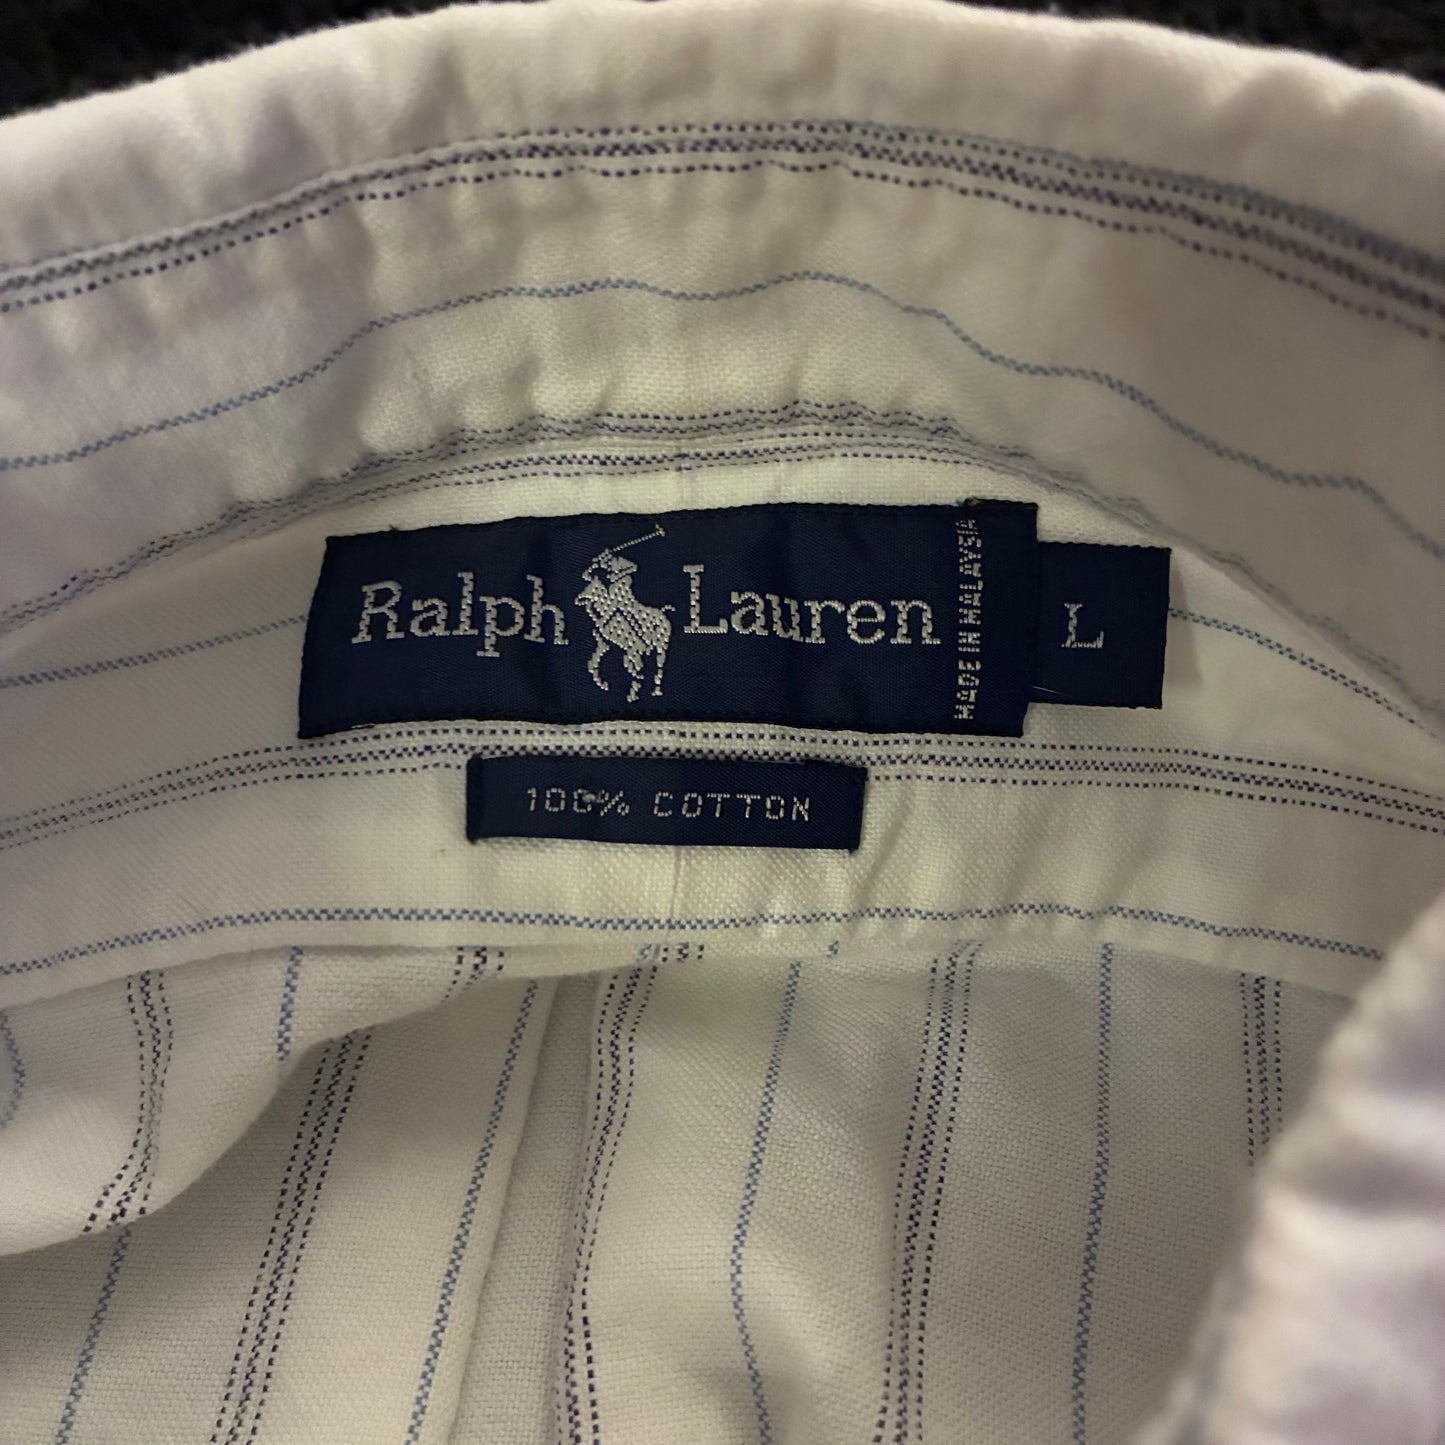 Ralph Lauren
MADE IN MALAYSIA
L
100% COTTON